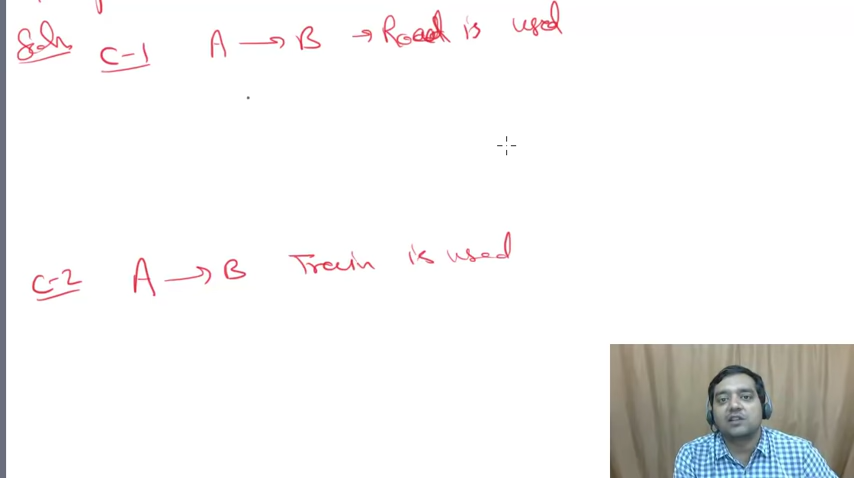 Soln C-1 A → B → Road is used
C-2 A → B Train is used